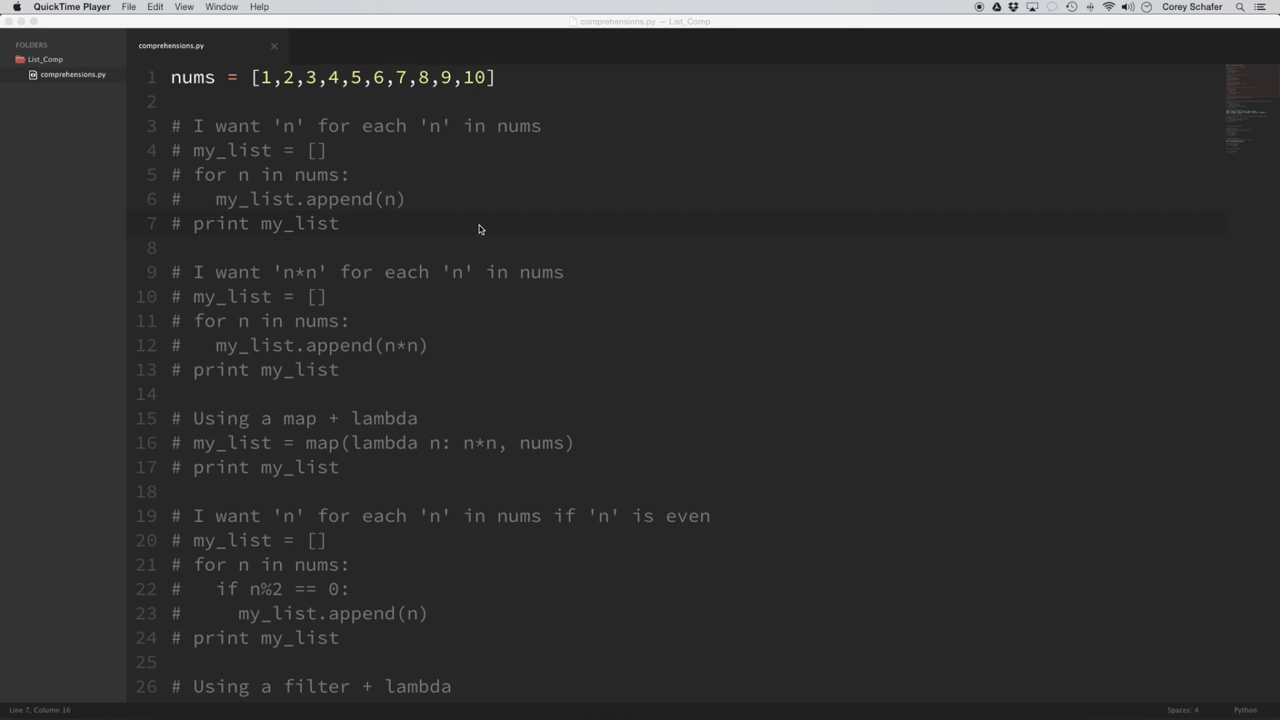 QuickTime Player File Edit View Window Help Corey Schafer
comprehensions.py — List_Comp
FOLDERS
List_Comp
comprehensions.py
comprehensions.py ×
1 nums = [1,2,3,4,5,6,7,8,9,10]
2
3 # I want 'n' for each 'n' in nums
4 # my_list = []
5 # for n in nums:
6 #   my_list.append(n)
7 # print my_list
8
9 # I want 'n*n' for each 'n' in nums
10 # my_list = []
11 # for n in nums:
12 #   my_list.append(n*n)
13 # print my_list
14
15 # Using a map + lambda
16 # my_list = map(lambda n: n*n, nums)
17 # print my_list
18
19 # I want 'n' for each 'n' in nums if 'n' is even
20 # my_list = []
21 # for n in nums:
22 #   if n%2 == 0:
23 #     my_list.append(n)
24 # print my_list
25
26 # Using a filter + lambda
Line 7, Column 16 Spaces: 4 Python